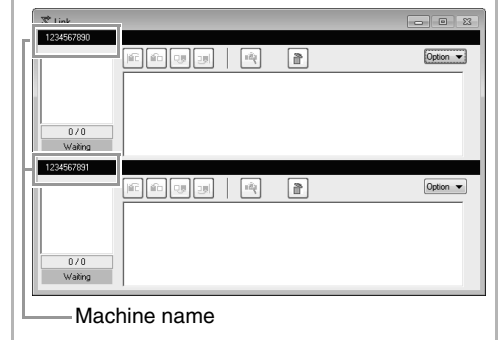 Link
1234567890
Option
0 / 0
Waiting
1234567891
Option
0 / 0
Waiting
Machine name